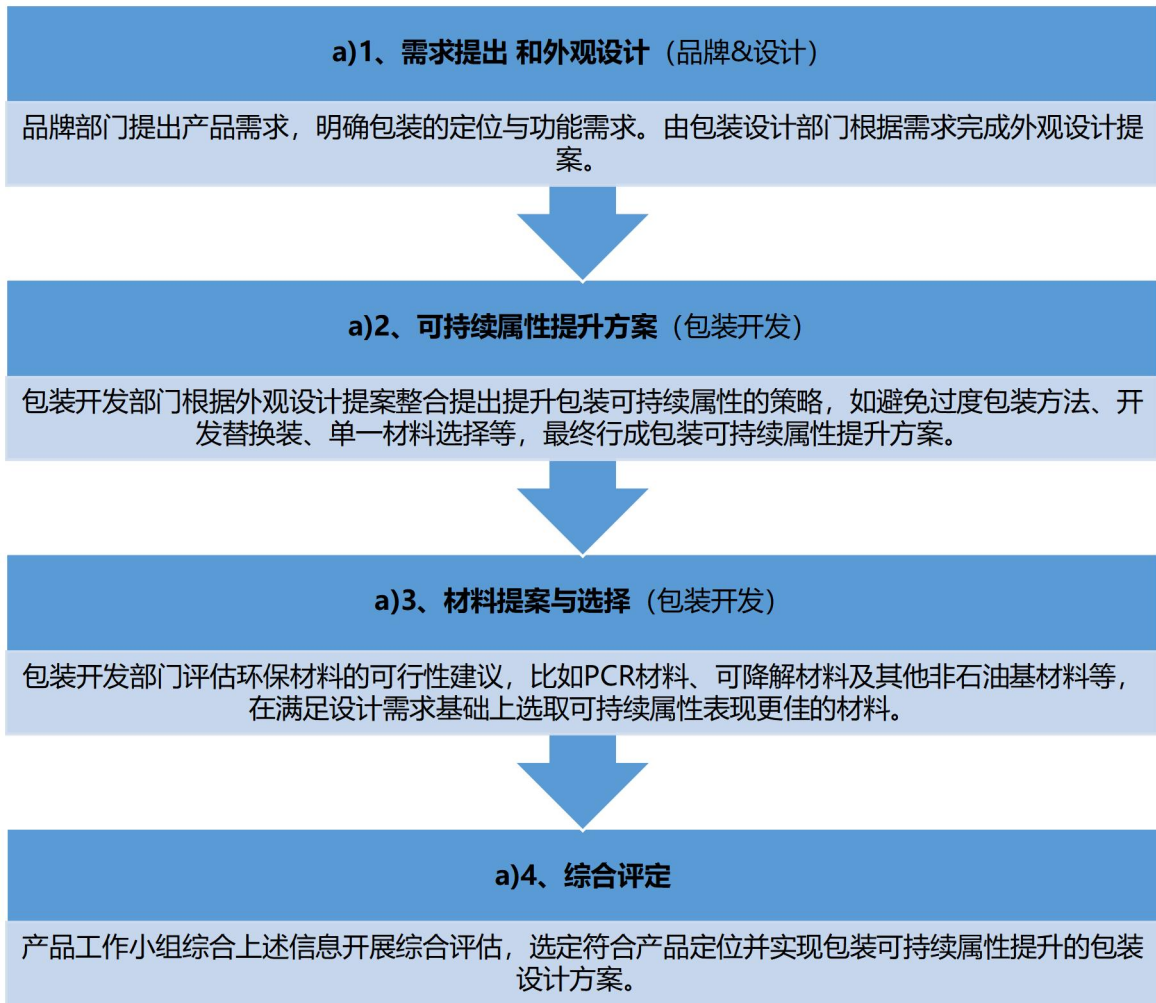 a)1、需求提出 和外观设计（品牌&设计）
品牌部门提出产品需求，明确包装的定位与功能需求。由包装设计部门根据需求完成外观设计提
案。
a)2、可持续属性提升方案（包装开发）
包装开发部门根据外观设计提案整合提出提升包装可持续属性的策略，如避免过度包装方法、开
发替换装、单一材料选择等，最终行成包装可持续属性提升方案。
a)3、材料提案与选择（包装开发）
包装开发部门评估环保材料的可行性建议，比如PCR材料、可降解材料及其他非石油基材料等，
在满足设计需求基础上选取可持续属性表现更佳的材料。
a)4、综合评定
产品工作小组综合上述信息开展综合评估，选定符合产品定位并实现包装可持续属性提升的包装
设计方案。